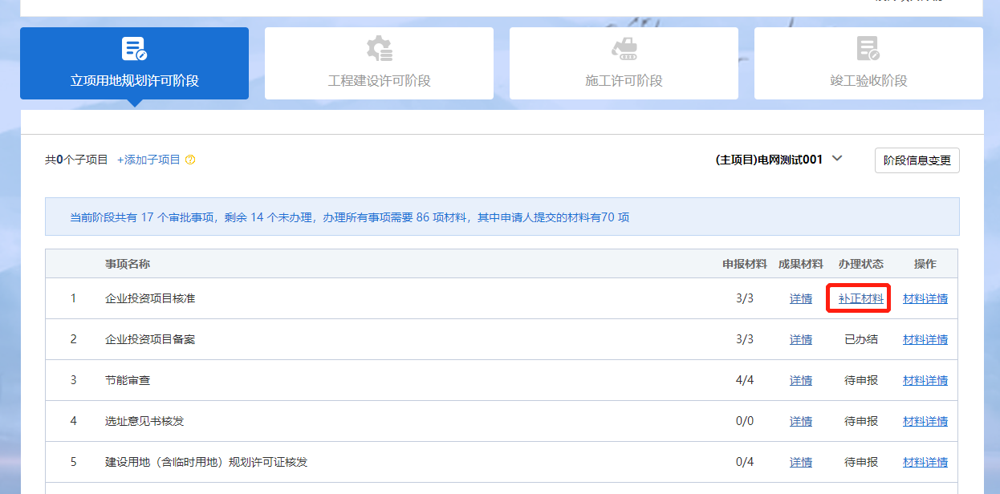 立项用地规划许可阶段 工程建设许可阶段 施工许可阶段 竣工验收阶段
共0个子项目 +添加子项目 ? (主项目)电网测试001 阶段信息变更
当前阶段共有 17 个审批事项，剩余 14 个未办理，办理所有事项需要 86 项材料，其中申请人提交的材料有70 项
事项名称 申报材料 成果材料 办理状态 操作
1 企业投资项目核准 3/3 详情 补正材料 材料详情
2 企业投资项目备案 3/3 详情 已办结 材料详情
3 节能审查 4/4 详情 待申报 材料详情
4 选址意见书核发 0/0 详情 待申报 材料详情
5 建设用地（含临时用地）规划许可证核发 0/4 详情 待申报 材料详情